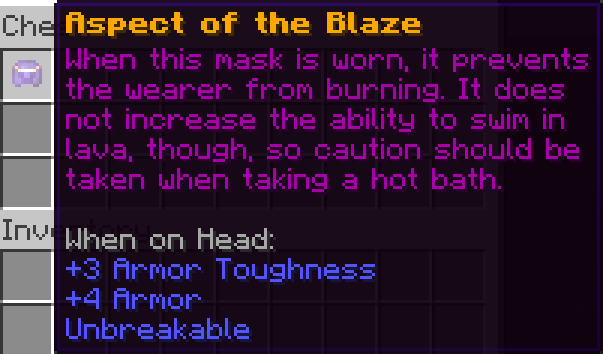 Che
Aspect of the Blaze
When this mask is worn, it prevents
the wearer from burning. It does
not increase the ability to swim in
lava, though, so caution should be
taken when taking a hot bath.
Inventory
When on Head:
+3 Armor Toughness
+4 Armor
Unbreakable